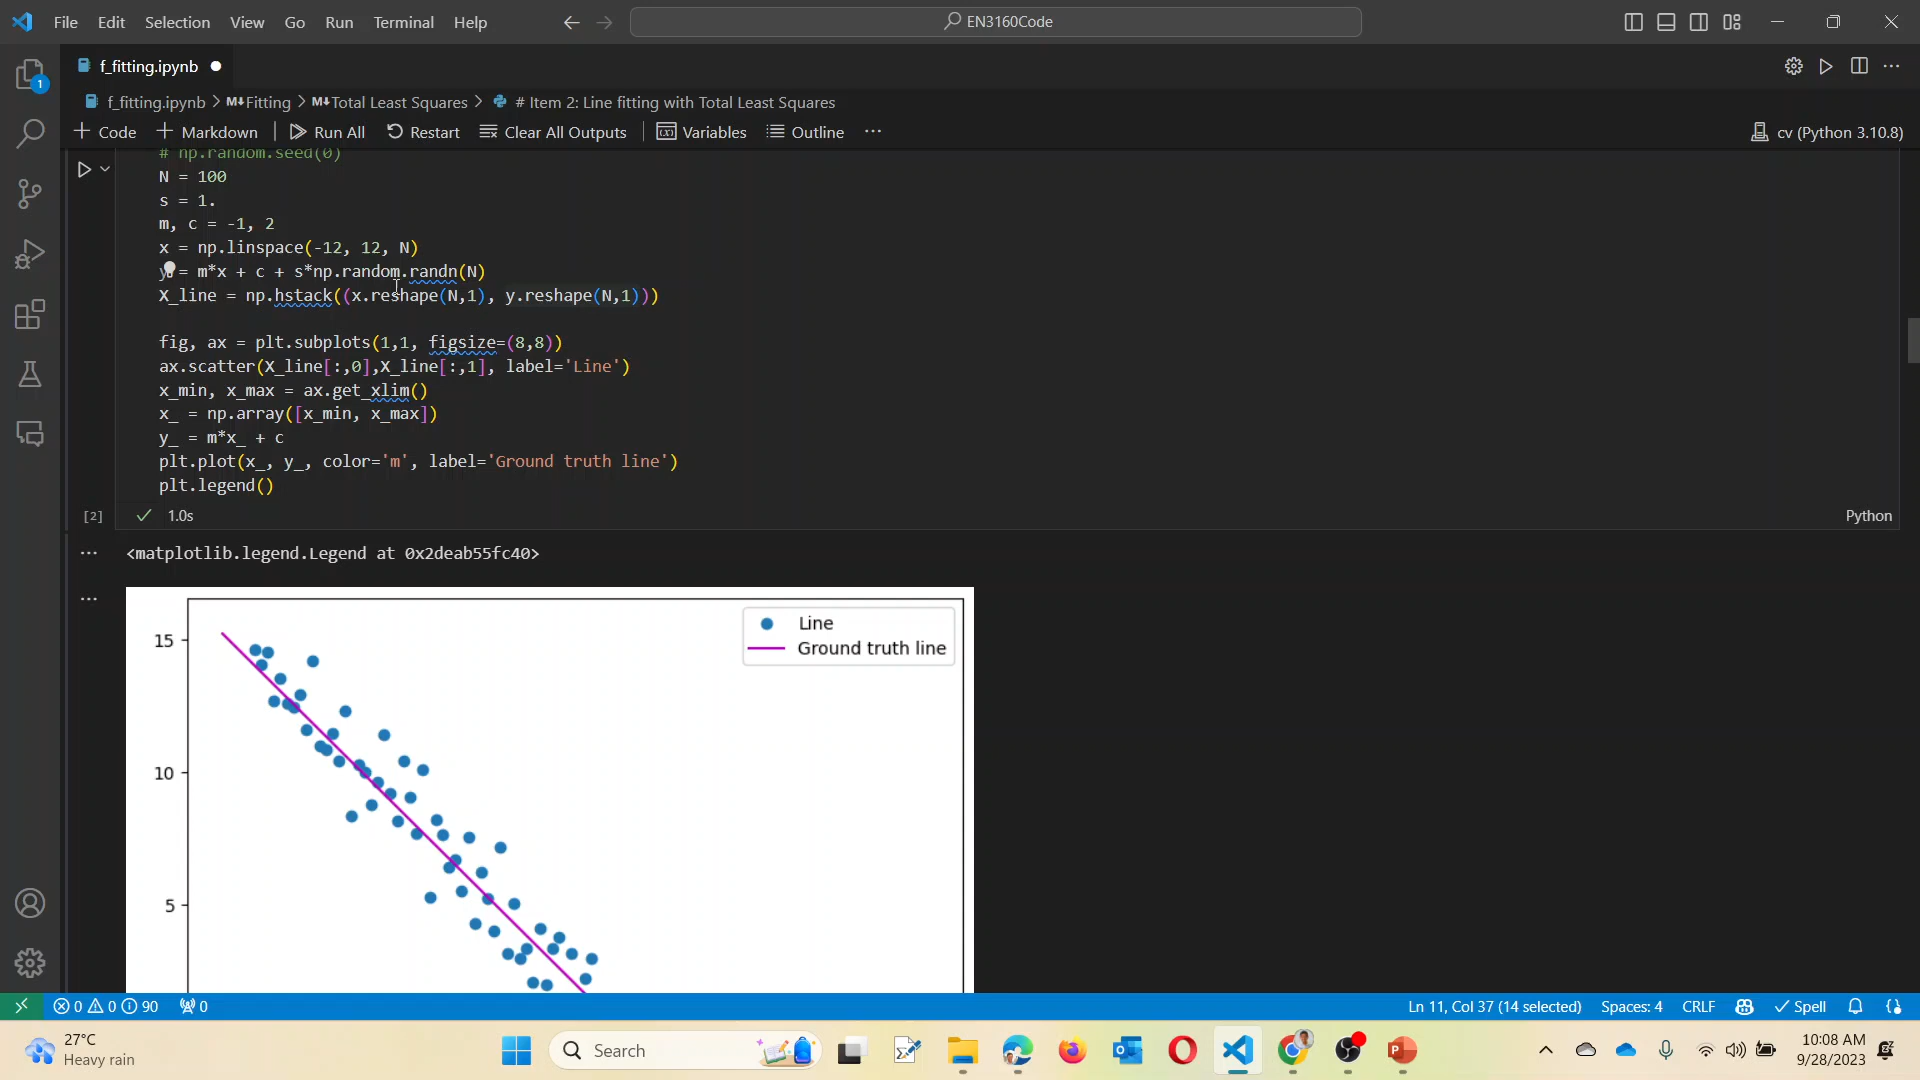 File Edit Selection View Go Run Terminal Help
EN3160Code
f_fitting.ipynb
f_fitting.ipynb > M↓Fitting > M↓Total Least Squares > # Item 2: Line fitting with Total Least Squares
+ Code + Markdown | Run All Restart Clear All Outputs | Variables Outline ···
cv (Python 3.10.8)
1
# np.random.seed(0)
N = 100
s = 1.
m, c = -1, 2
x = np.linspace(-12, 12, N)
y = m*x + c + s*np.random.randn(N)
X_line = np.hstack((x.reshape(N,1), y.reshape(N,1)))
fig, ax = plt.subplots(1,1, figsize=(8,8))
ax.scatter(X_line[:,0],X_line[:,1], label='Line')
x_min, x_max = ax.get_xlim()
x_ = np.array([x_min, x_max])
y_ = m*x_ + c
plt.plot(x_, y_, color='m', label='Ground truth line')
plt.legend()
[2] 1.0s
Python
<matplotlib.legend.Legend at 0x2deab55fc40>
Line
Ground truth line
15
10
5
0 0 90 0
Ln 11, Col 37 (14 selected) Spaces: 4 CRLF Spell
27°C
Heavy rain
Search
10:08 AM
9/28/2023